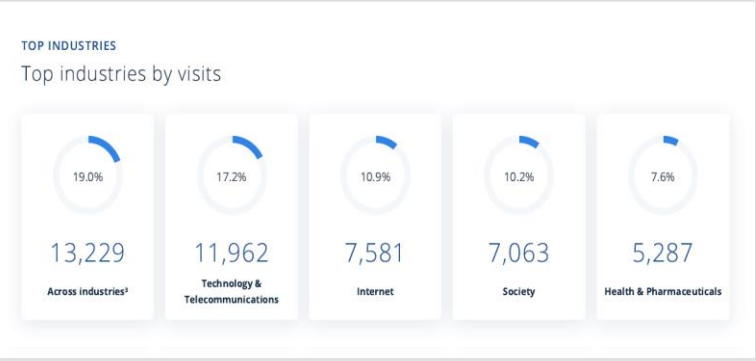 TOP INDUSTRIES
Top industries by visits
19.0%
17.2%
10.9%
10.2%
7.6%
13,229
11,962
7,581
7,063
5,287
Across industries³
Technology &
Telecommunications
Internet
Society
Health & Pharmaceuticals